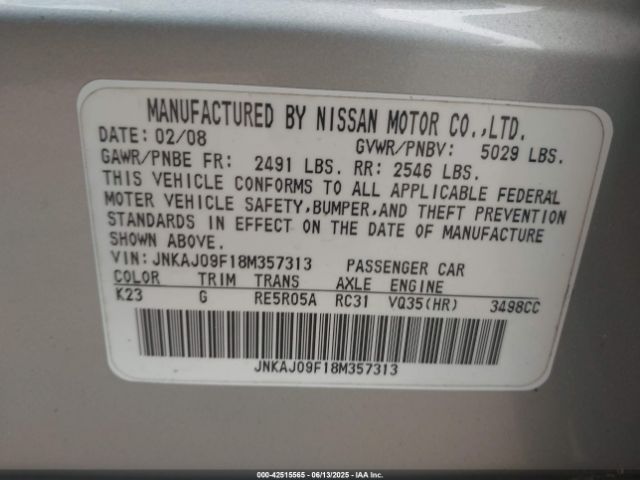 MANUFACTURED BY NISSAN MOTOR CO.,LTD.
DATE: 02/08 GVWR/PNBV: 5029 LBS.
GAWR/PNBE FR: 2491 LBS. RR: 2546 LBS.
THIS VEHICLE CONFORMS TO ALL APPLICABLE FEDERAL
MOTER VEHICLE SAFETY,BUMPER,AND THEFT PREVENTION
STANDARDS IN EFFECT ON THE DATE OF MANUFACTURE
SHOWN ABOVE.
VIN: JNKAJ09F18M357313 PASSENGER CAR
COLOR TRIM TRANS AXLE ENGINE
K23 G RE5R05A RC31 VQ35(HR) 3498CC
JNKAJ09F18M357313
000-42515565 - 06/13/2025 - IAA Inc.